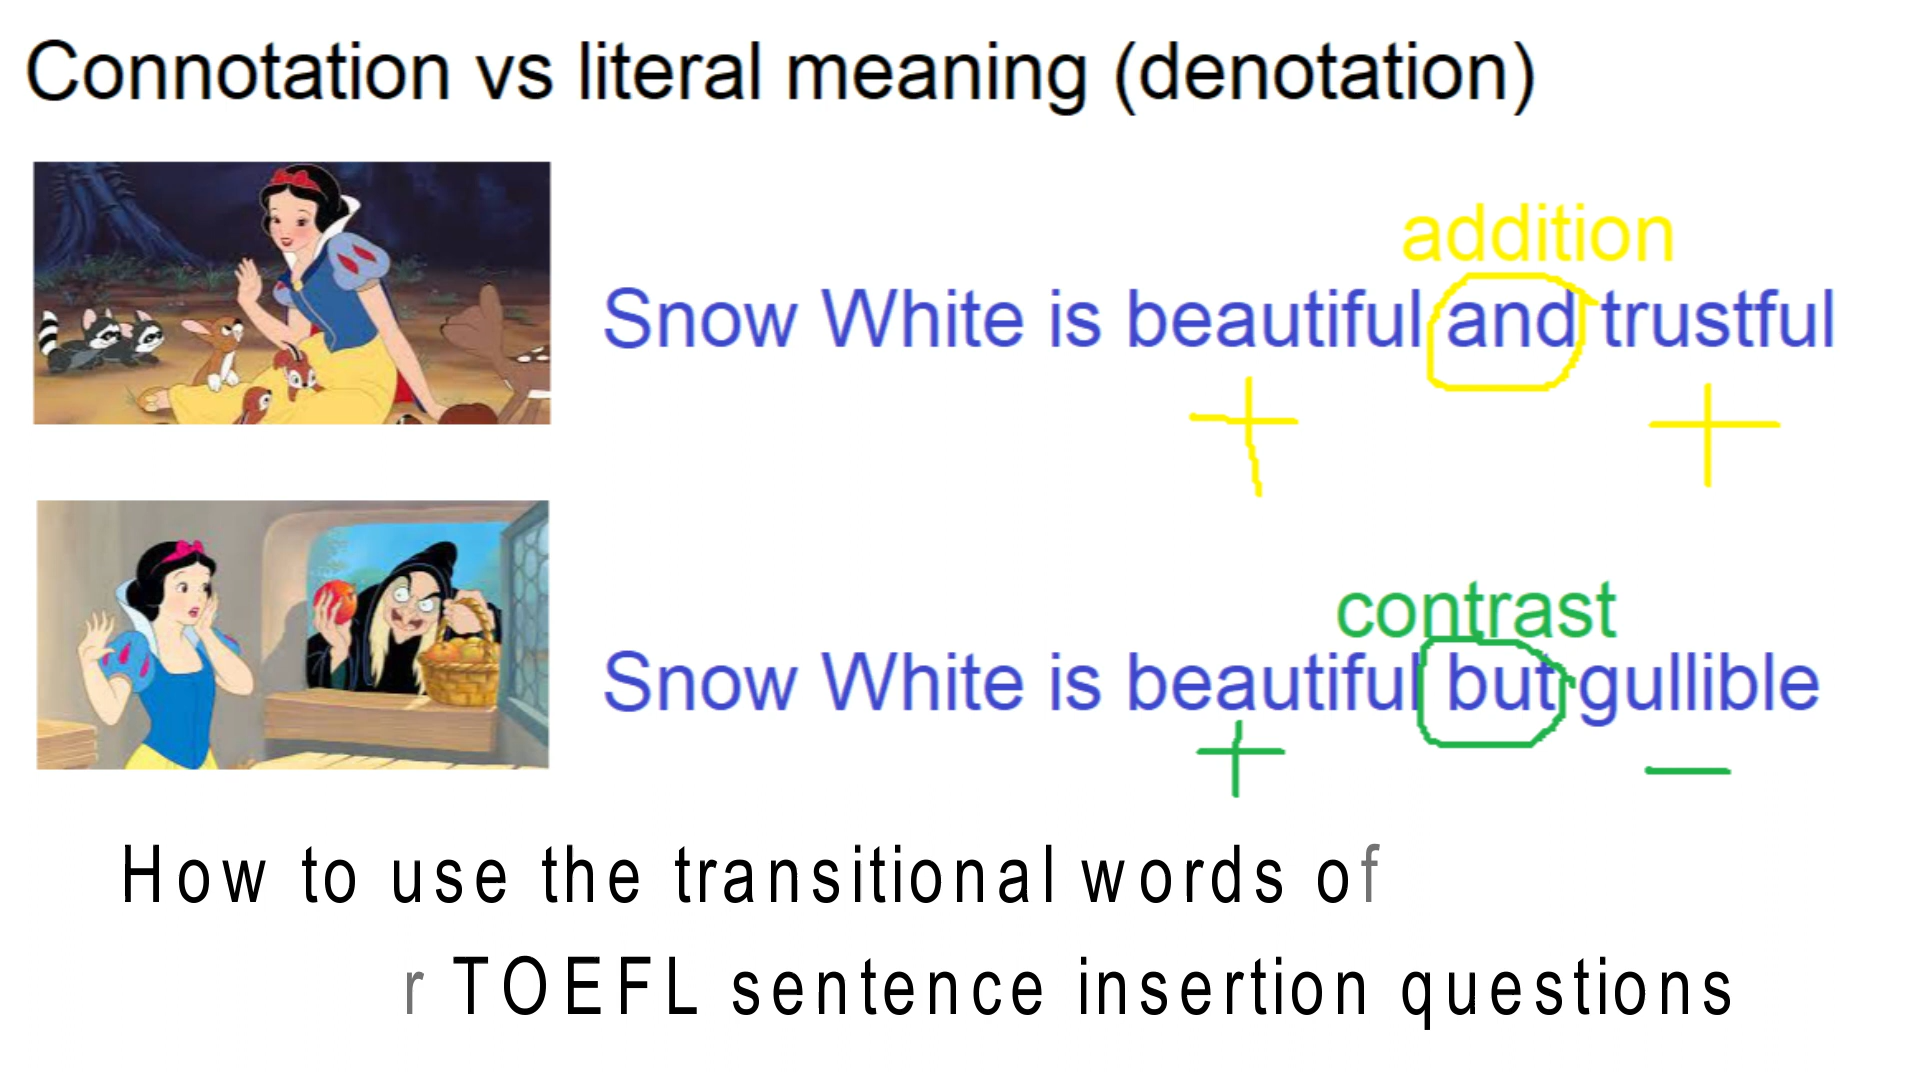 Connotation vs literal meaning (denotation)
addition
Snow White is beautiful and trustful
+ +
contrast
Snow White is beautiful but gullible
+ —
How to use the transitional words of
r TOEFL sentence insertion questions